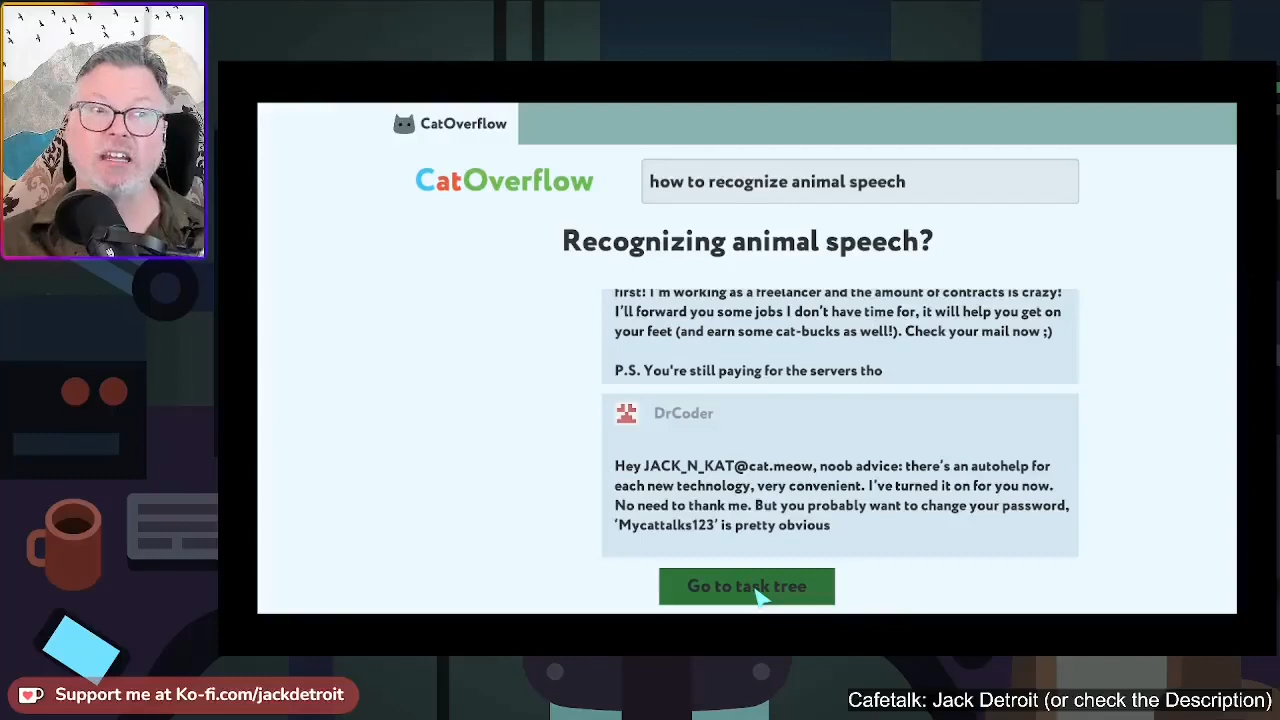 CatOverflow
CatOverflow
how to recognize animal speech
Recognizing animal speech?
first! I'm working as a freelancer and the amount of contracts is crazy!
I'll forward you some jobs I don't have time for, it will help you get on
your feet (and earn some cat-bucks as well!). Check your mail now ;)
P.S. You're still paying for the servers tho
DrCoder
Hey JACK_N_KAT@cat.meow, noob advice: there's an autohelp for
each new technology, very convenient. I've turned it on for you now.
No need to thank me. But you probably want to change your password,
'Mycattalks123' is pretty obvious
Go to task tree
Support me at Ko-fi.com/jackdetroit
Cafetalk: Jack Detroit (or check the Description)